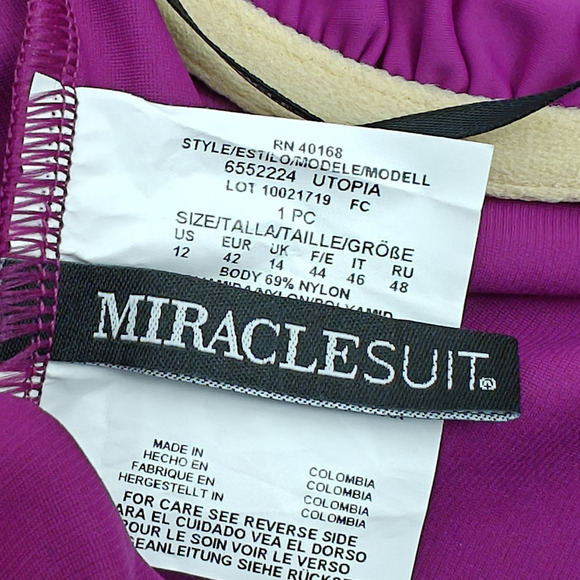 RN 40168
STYLE/ESTILO/MODELE/MODELL
6552224 UTOPIA
LOT 10021719 FC
1 PC
SIZE/TALLA/TAILLE/GRÖßE
US EUR UK F/E IT RU
12 42 14 44 46 48
BODY 69% NYLON
MIRACLESUIT®
MADE IN COLOMBIA
HECHO EN COLOMBIA
FABRIQUE EN COLOMBIA
HERGESTELLT IN COLOMBIA
FOR CARE SEE REVERSE SIDE
PARA EL CUIDADO VEA EL DORSO
POUR LE SOIN VOIR LE VERSO
SIEHE RÜCKSE